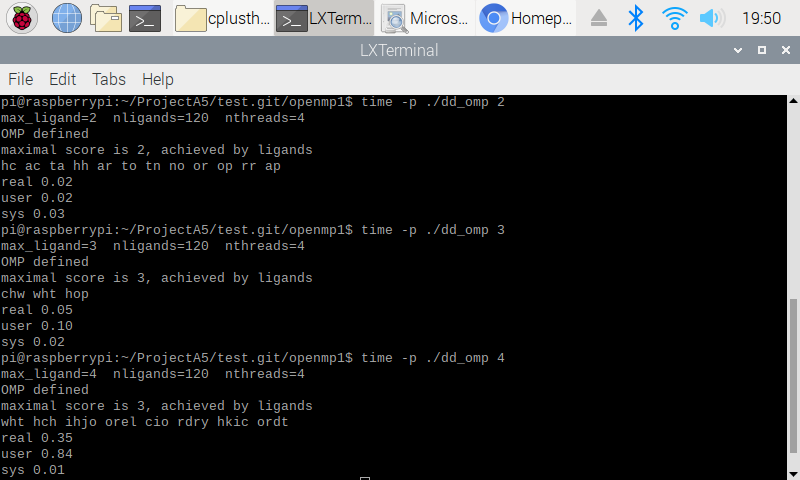 cplusth...
LXTerm...
Micros...
Homep...
19:50
LXTerminal
File Edit Tabs Help
pi@raspberrypi:~/ProjectA5/test.git/openmp1$ time -p ./dd_omp 2
max_ligand=2  nligands=120  nthreads=4
OMP defined
maximal score is 2, achieved by ligands
hc ac ta hh ar to tn no or op rr ap
real 0.02
user 0.02
sys 0.03
pi@raspberrypi:~/ProjectA5/test.git/openmp1$ time -p ./dd_omp 3
max_ligand=3  nligands=120  nthreads=4
OMP defined
maximal score is 3, achieved by ligands
chw wht hop
real 0.05
user 0.10
sys 0.02
pi@raspberrypi:~/ProjectA5/test.git/openmp1$ time -p ./dd_omp 4
max_ligand=4  nligands=120  nthreads=4
OMP defined
maximal score is 3, achieved by ligands
wht hch ihjo orel cio rdry hkic ordt
real 0.35
user 0.84
sys 0.01